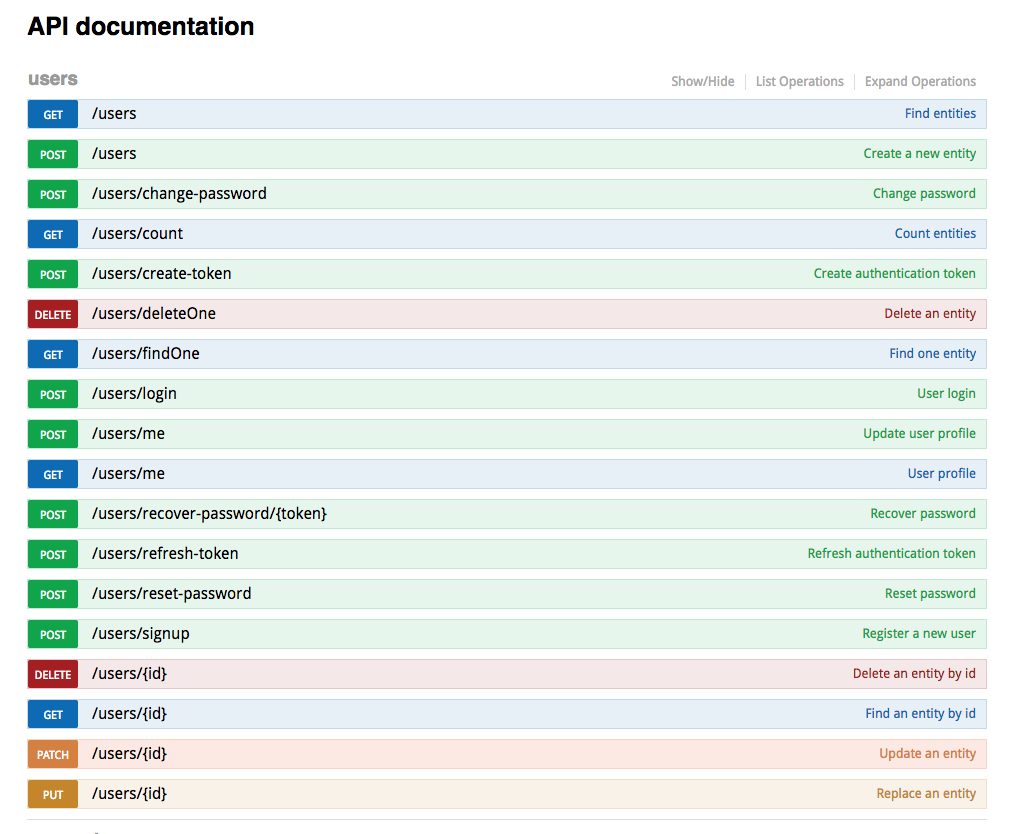 API documentation
users Show/Hide List Operations Expand Operations
GET /users Find entities
POST /users Create a new entity
POST /users/change-password Change password
GET /users/count Count entities
POST /users/create-token Create authentication token
DELETE /users/deleteOne Delete an entity
GET /users/findOne Find one entity
POST /users/login User login
POST /users/me Update user profile
GET /users/me User profile
POST /users/recover-password/{token} Recover password
POST /users/refresh-token Refresh authentication token
POST /users/reset-password Reset password
POST /users/signup Register a new user
DELETE /users/{id} Delete an entity by id
GET /users/{id} Find an entity by id
PATCH /users/{id} Update an entity
PUT /users/{id} Replace an entity